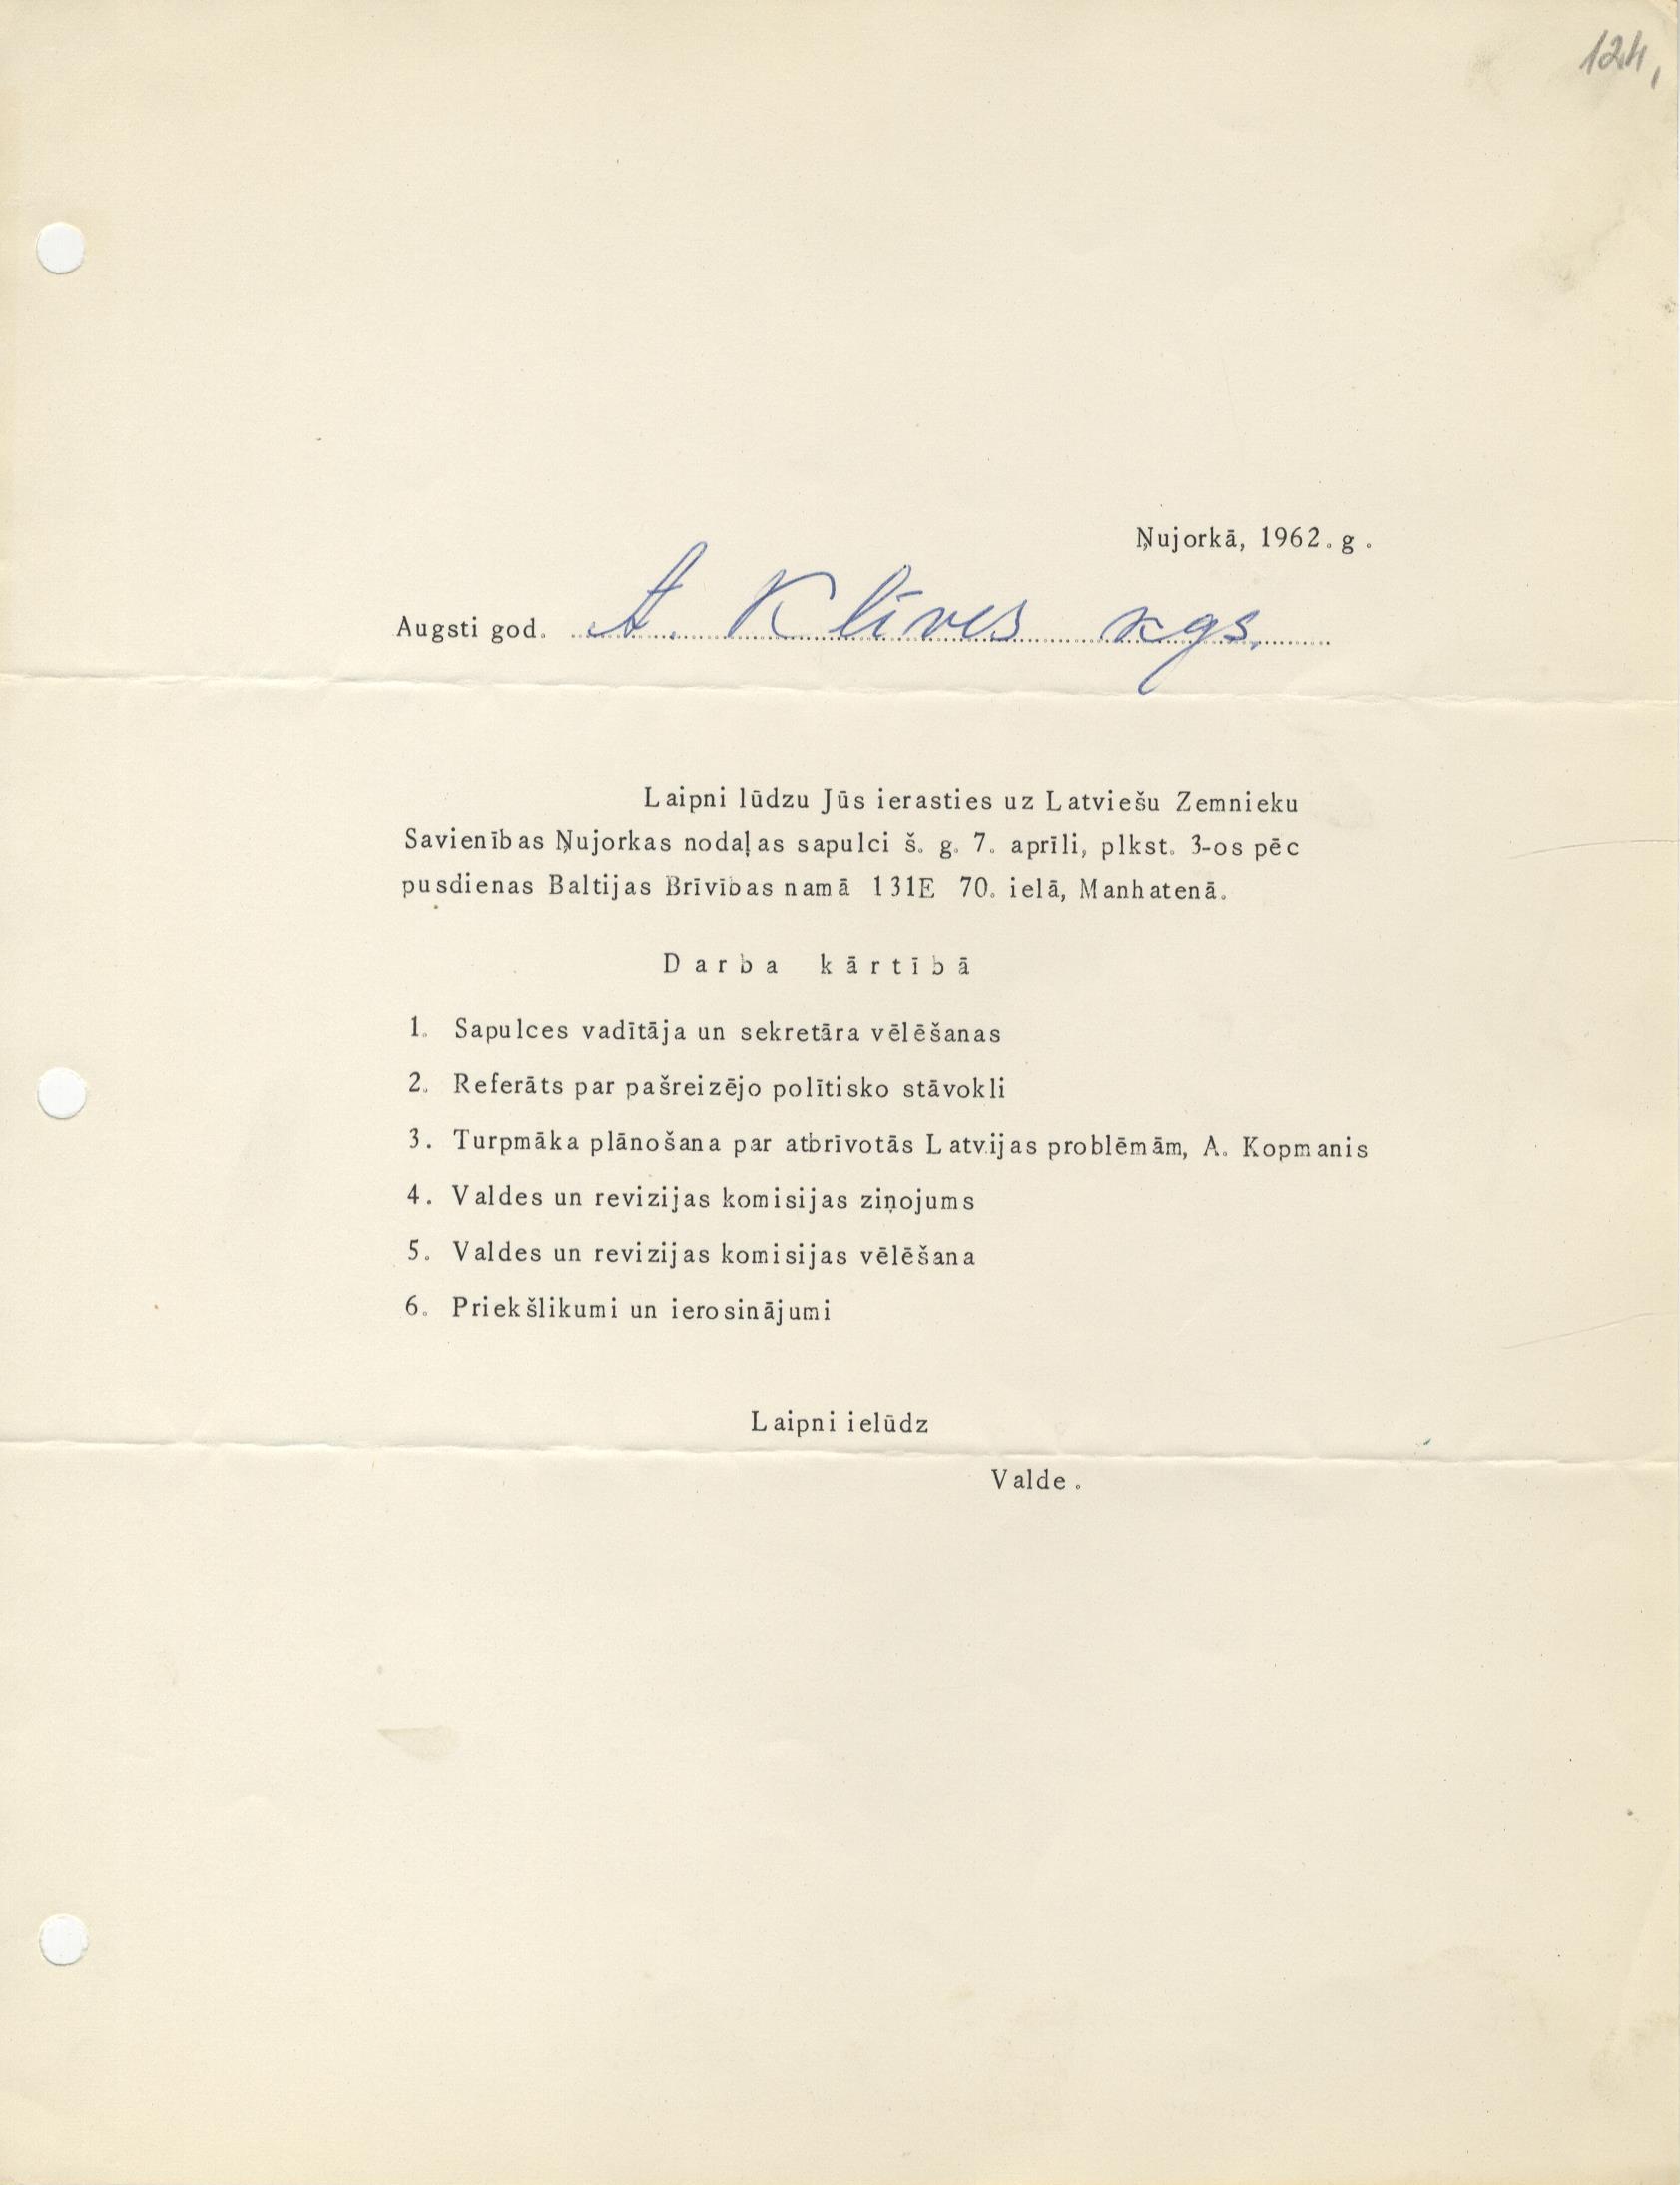 124,
Ņujorkā, 1962. g.
Augsti god. A. Klīves kgs.
Laipni lūdzu Jūs ierasties uz Latviešu Zemnieku
Savienības Ņujorkas nodaļas sapulci š. g. 7. aprīli, plkst. 3-os pēc
pusdienas Baltijas Brīvības namā 131E 70. ielā, Manhatenā.
Darba kārtībā
1. Sapulces vadītāja un sekretāra vēlēšanas
2. Referāts par pašreizējo polītisko stāvokli
3. Turpmāka plānošana par atbrīvotās Latvijas problēmām, A. Kopmanis
4. Valdes un revizijas komisijas ziņojums
5. Valdes un revizijas komisijas vēlēšana
6. Priekšlikumi un ierosinājumi
Laipni ielūdz
Valde.